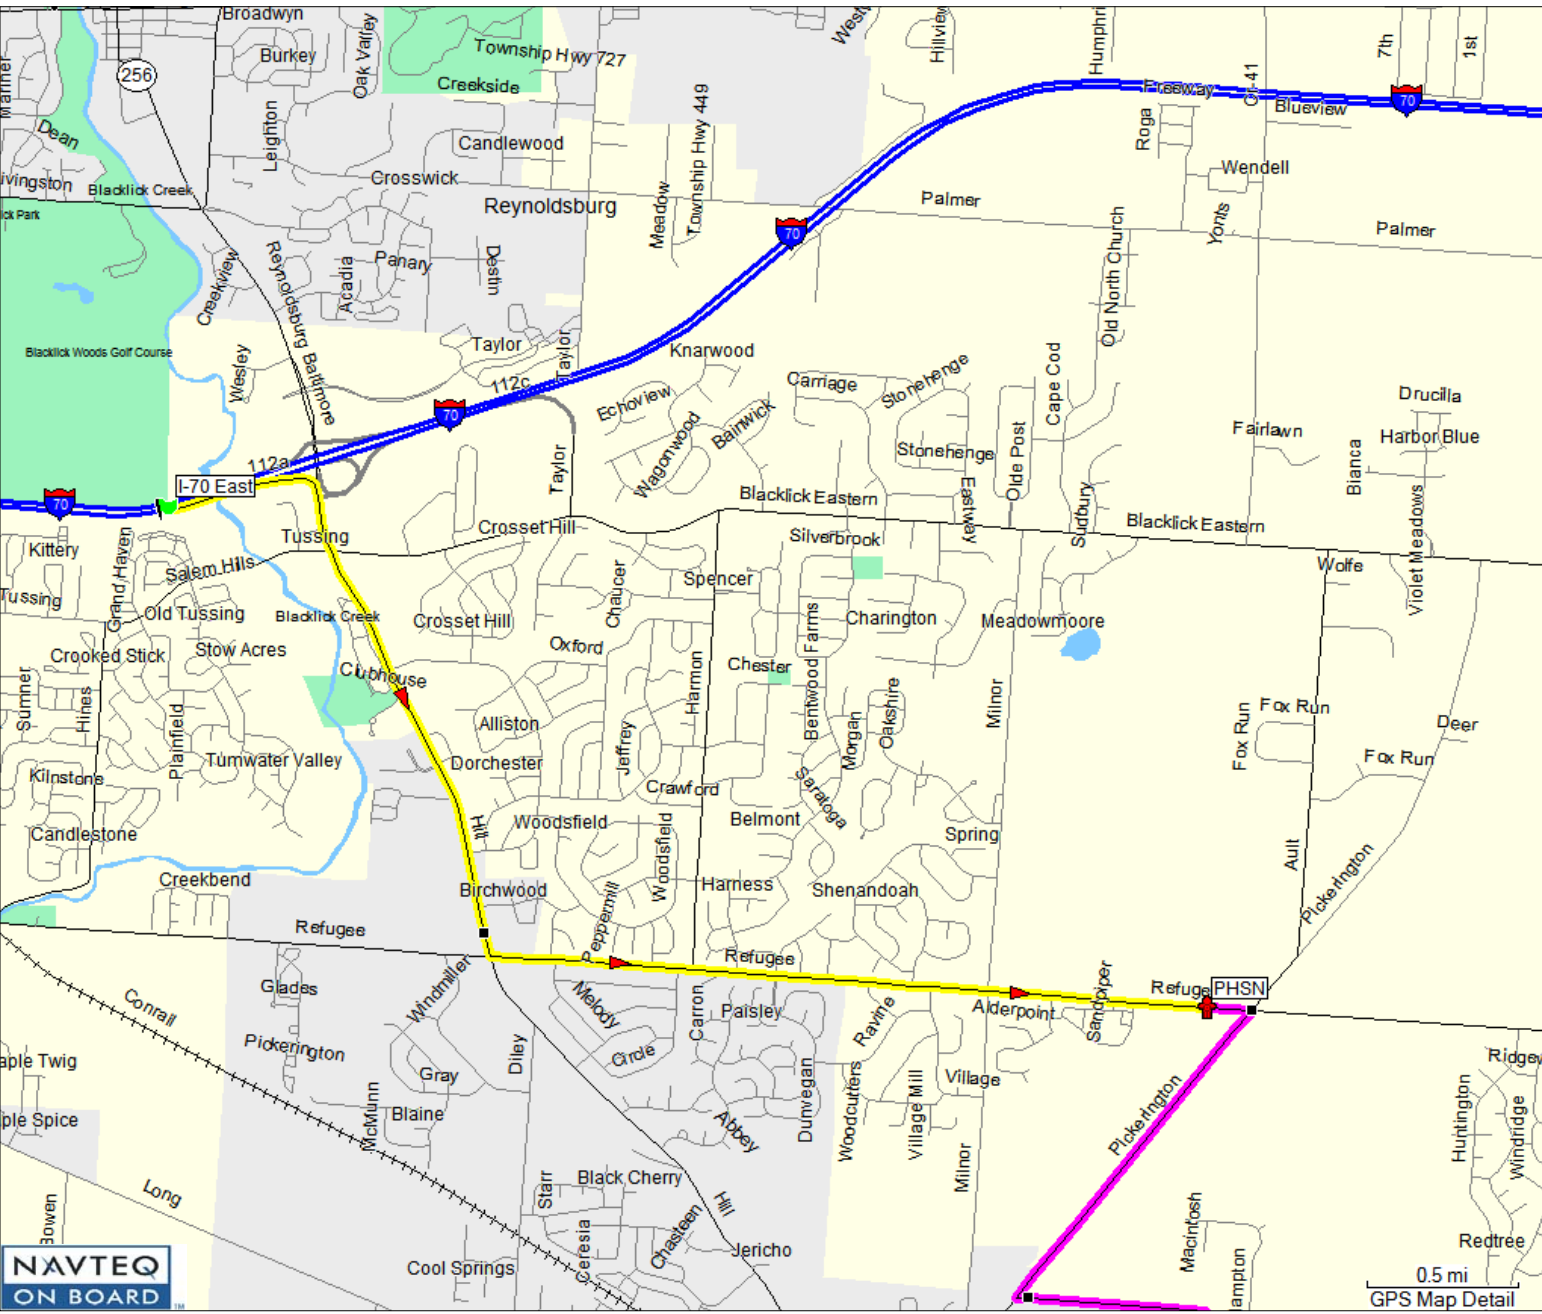 Broadwyn
Westw
Hillview
Humphri
7th
1st
Mariner
256
Burkey
Oak Valley
Township Hwy 727
Creekside
Freeway
Cr-41
70
Blueview
Dean
Leighton
Candlewood
Township Hwy 449
Roga
Wendell
ivingston
Blacklick Creek
Crosswick
ick Park
Reynoldsburg
Meadow
Palmer
Yonts
Palmer
70
Creekview
Reynoldsburg Baltimore
Acadia
Panary
Destin
Old North Church
Blacklick Woods Golf Course
Wesley
Taylor
Taylor
Knarwood
112c
70
Echoview
Carriage
Stonehenge
Cape Cod
Drucilla
Wagonwood
Bainwick
Fairlawn
Harbor Blue
112a
Stonehenge
Olde Post
Bianca
I-70 East
70
Taylor
Blacklick Eastern
Eastway
Sudbury
Blacklick Eastern
Violet Meadows
Kittery
Grand Haven
Tussing
Crosset Hill
Silverbrook
Salem Hills
Chaucer
Spencer
Wolfe
Tussing
Old Tussing
Blacklick Creek
Crosset Hill
Bentwood Farms
Charington
Meadowmoore
Crooked Stick
Stow Acres
Clubhouse
Oxford
Harmon
Chester
Sumner
Hines
Plainfield
Alliston
Jeffrey
Morgan
Oakshire
Milnor
Fox Run
Fox Run
Deer
Tumwater Valley
Dorchester
Fox Run
Kilnstone
Crawford
Saratoga
Candlestone
Hill
Woodsfield
Woodsfield
Belmont
Spring
Ault
Pickerington
Creekbend
Birchwood
Peppermill
Harness
Shenandoah
Refugee
Refugee
Glades
Windmiller
Melody
Carron
Paisley
Ravine
Alderpoint
Sandpiper
Refuge
PHSN
Conrail
Pickerington
Diley
Circle
aple Twig
Gray
Dunvegan
Woodcutters
Village
Village Mill
Pickerington
Ridgew
Huntington
Windridge
ple Spice
McMunn
Blaine
Abbey
Milnor
Long
Bowen
Starr
Black Cherry
Hill
Macintosh
Ceresia
Chasteen
Jericho
ampton
Redtree
Cool Springs
NAVTEQ
ON BOARD
TM
0.5 mi
GPS Map Detail